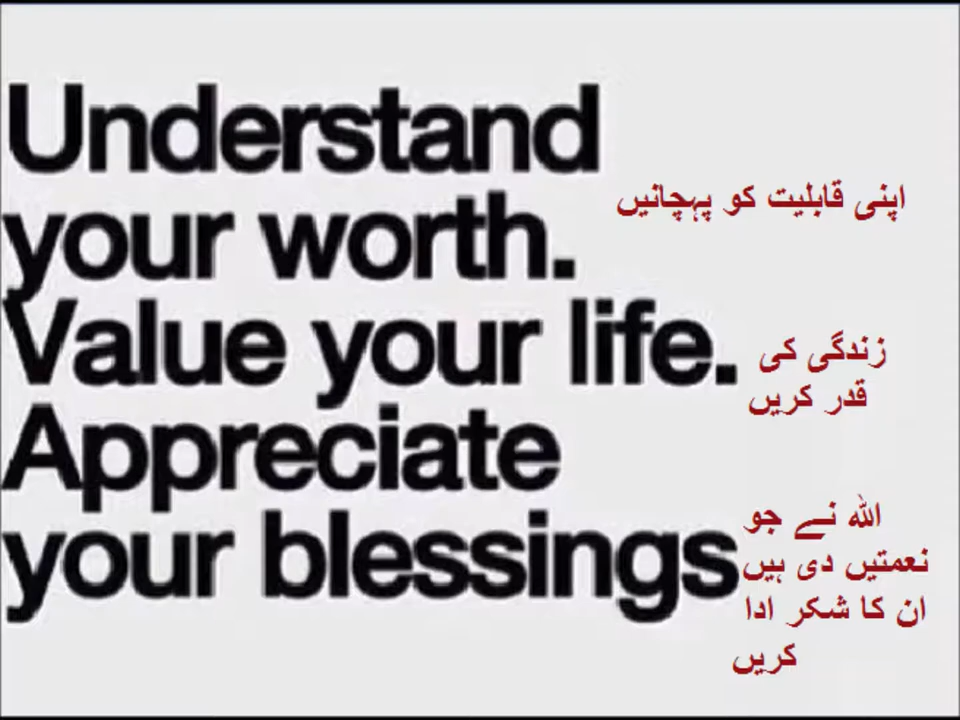 Understand
your worth.
اپنی قابلیت کو پہچانیں
Value your life.
زندگی کی
قدر کریں
Appreciate
your blessings
اللہ نے جو
نعمتیں دی ہیں
ان کا شکر ادا
کریں